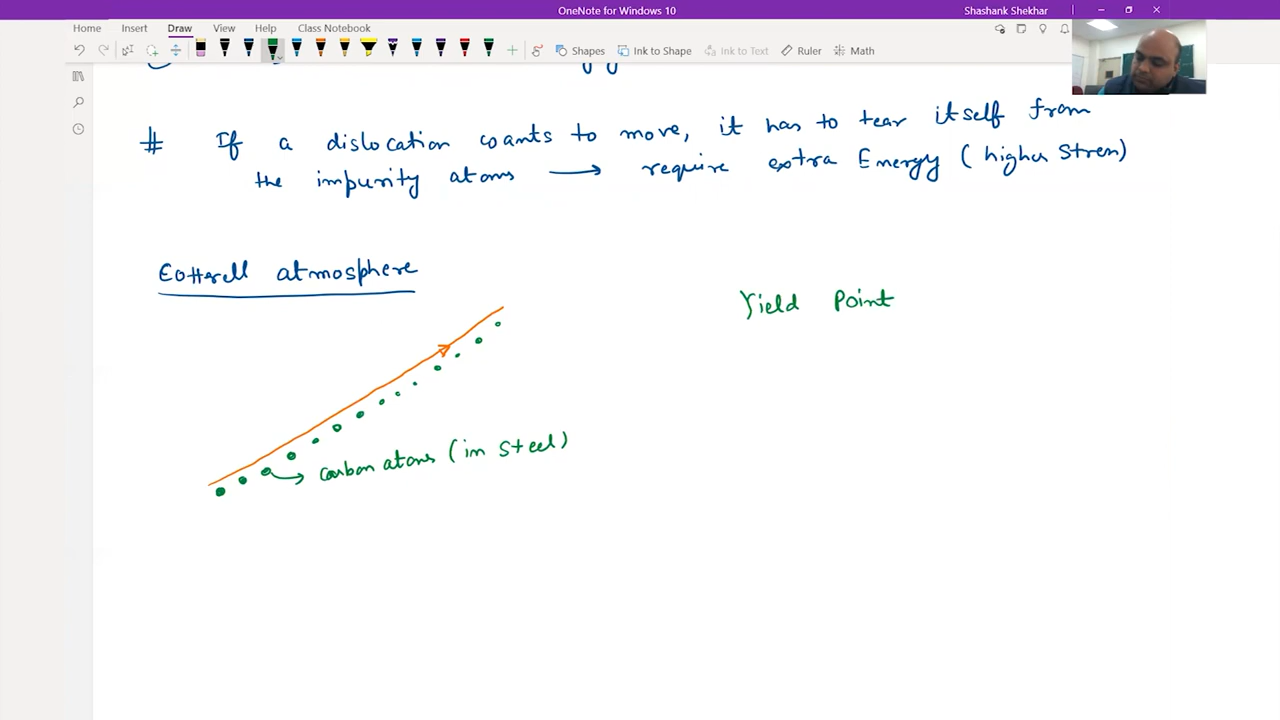 OneNote for Windows 10
Shashank Shekhar
Home Insert Draw View Help Class Notebook
Shapes Ink to Shape Ink to Text Ruler Math
# If a dislocation wants to move, it has to tear itself from
the impurity atoms → require extra Energy (higher Stress)
Cottrell atmosphere
Yield Point
carbon atoms (in steel)